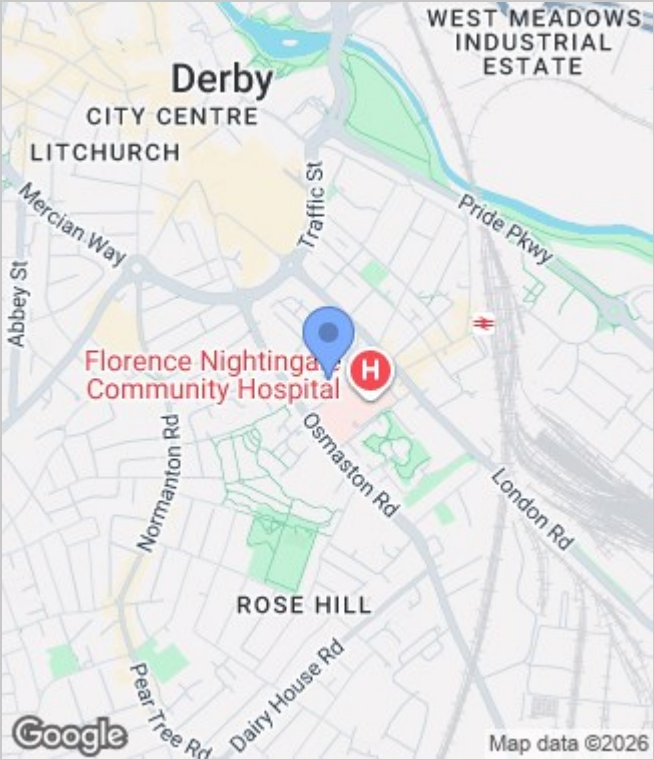 WEST MEADOWS
INDUSTRIAL
ESTATE
Derby
CITY CENTRE
LITCHURCH
Mercian Way
Traffic St
Pride Pkwy
Abbey St
Florence Nightingale
Community Hospital
H
Osmaston Rd
Normanton Rd
London Rd
ROSE HILL
Dairy House Rd
Pear Tree Rd
Google
Map data ©2026